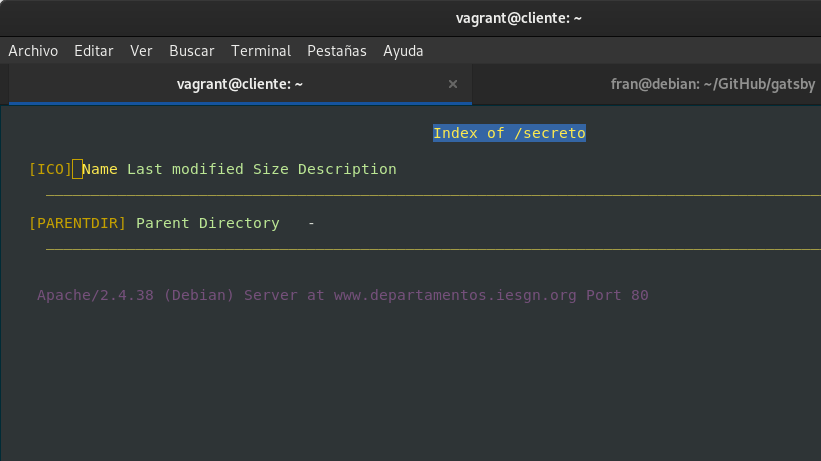 vagrant@cliente: ~
Archivo Editar Ver Buscar Terminal Pestañas Ayuda
vagrant@cliente: ~ × fran@debian: ~/GitHub/gatsby
Index of /secreto
[ICO] Name Last modified Size Description
[PARENTDIR] Parent Directory -
Apache/2.4.38 (Debian) Server at www.departamentos.iesgn.org Port 80